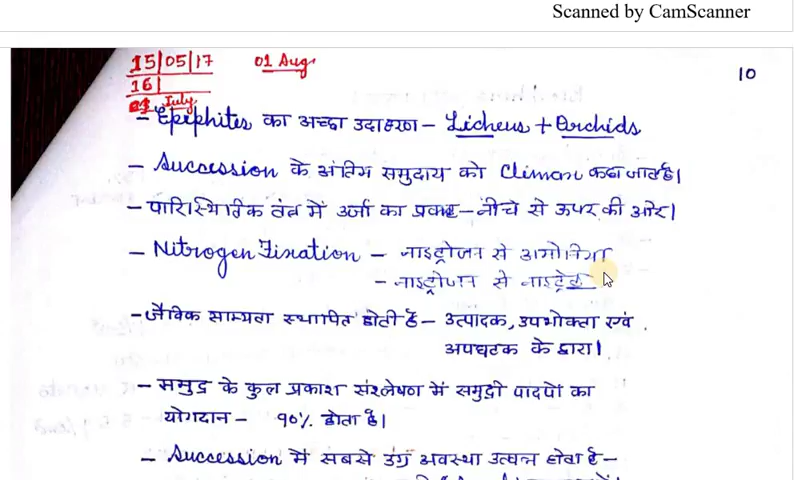 Scanned by CamScanner
15/05/17 01 Aug
16
July
10
- Epiphites का अच्छा उदाहरण - Lichens + Orchids
- Succession के अंतिम समुदाय को Climax कहा जाता है।
- पारिस्थितिक तंत्र में उर्जा का प्रवाह - नीचे से ऊपर की ओर।
- Nitrogen Fixation - नाइट्रोजन से अमोनिया
- नाइट्रोजन से नाइट्रेट
- जैविक साम्यता स्थापित होती है - उत्पादक, उपभोक्ता एवं
अपघटक के द्वारा।
- समुद्र के कुल प्रकाश संश्लेषण में समुद्री पादपों का
योगदान - 90% होता है।
- Succession में सबसे उग्र अवस्था उत्पन्न होता है -